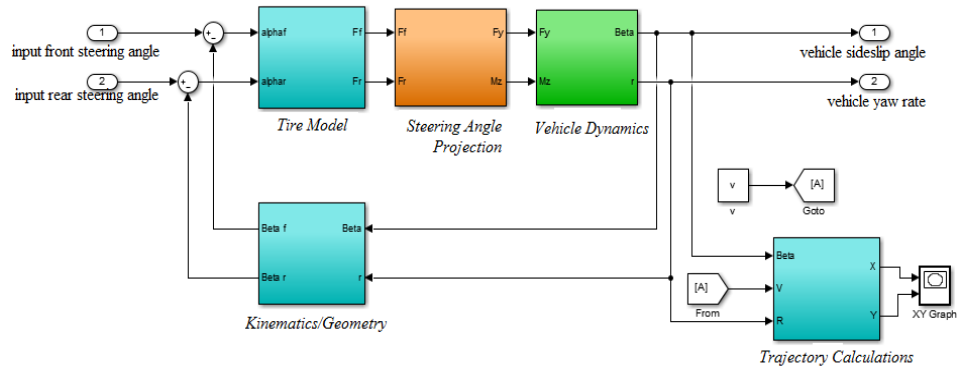 1
input front steering angle
2
input rear steering angle
+
-
+
-
alphaf
alphar
Ff
Fr
Tire Model
Ff
Fr
Fy
Mz
Steering Angle
Projection
Fy
Mz
Beta
r
Vehicle Dynamics
1
vehicle sideslip angle
2
vehicle yaw rate
v
v
[A]
Goto
Beta f
Beta r
Beta
r
Kinematics/Geometry
[A]
From
Beta
V
R
X
Y
Trajectory Calculations
XY Graph